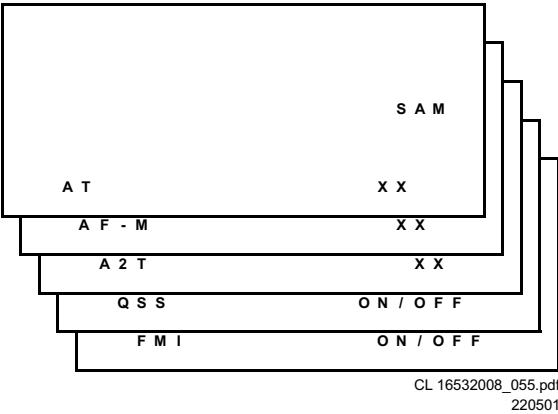 SAM
AT XX
AF-M XX
A2T XX
QSS ON/OFF
FMI ON/OFF
CL 16532008_055.pdf
220501